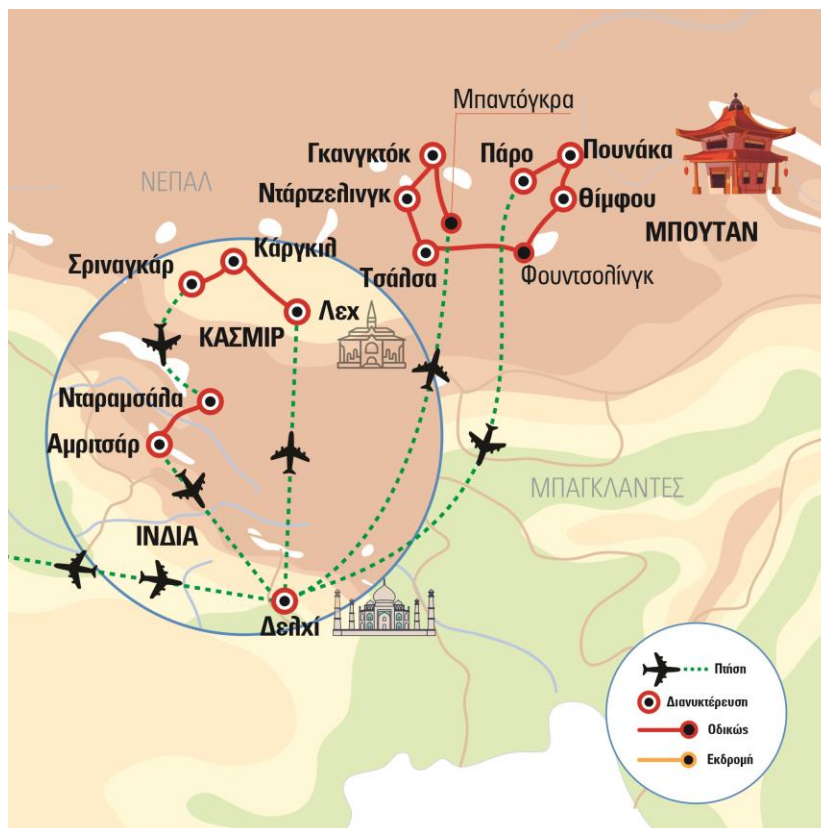 Μπαντόγκρα
Γκανγκτόκ
Πάρο
Πουνάκα
ΝΕΠΑΛ
Ντάρτζελινγκ
Θίμφου
ΜΠΟΥΤΑΝ
Τσάλσα
Φουντσολίνγκ
Κάργκιλ
Σριναγκάρ
Λεχ
ΚΑΣΜΙΡ
Νταραμσάλα
Αμριτσάρ
ΜΠΑΓΚΛΑΝΤΕΣ
ΙΝΔΙΑ
Δελχί
Πτήση
Διανυκτέρευση
Οδικώς
Εκδρομή